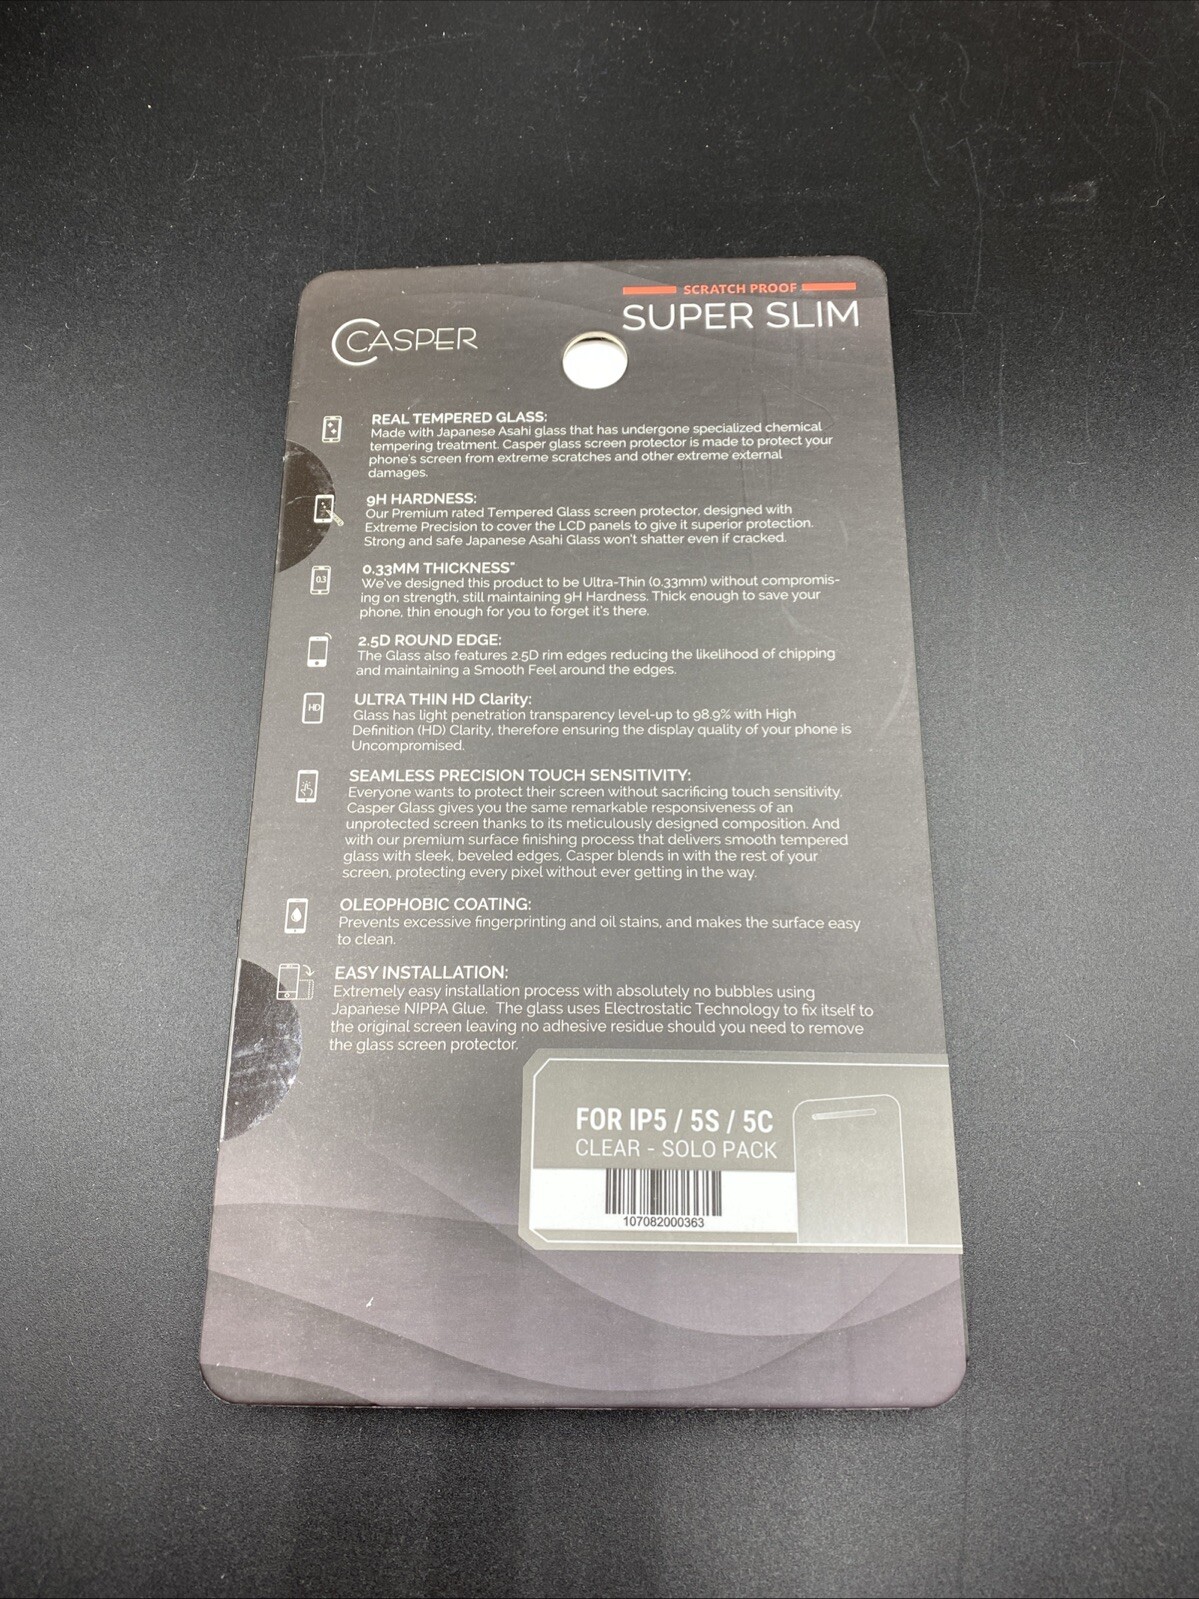 CASPER
SCRATCH PROOF
SUPER SLIM
REAL TEMPERED GLASS:
Made with Japanese Asahi glass that has undergone specialized chemical
tempering treatment. Casper glass screen protector is made to protect your
phone's screen from extreme scratches and other extreme external
damages.
9H HARDNESS:
Our Premium rated Tempered Glass screen protector, designed with
Extreme Precision to cover the LCD panels to give it superior protection.
Strong and safe Japanese Asahi Glass won't shatter even if cracked.
0.3
0.33MM THICKNESS"
We've designed this product to be Ultra-Thin (0.33mm) without compromis-
ing on strength, still maintaining 9H Hardness. Thick enough to save your
phone, thin enough for you to forget it's there.
2.5D ROUND EDGE:
The Glass also features 2.5D rim edges reducing the likelihood of chipping
and maintaining a Smooth Feel around the edges.
HD
ULTRA THIN HD Clarity:
Glass has light penetration transparency level-up to 98.9% with High
Definition (HD) Clarity, therefore ensuring the display quality of your phone is
Uncompromised.
SEAMLESS PRECISION TOUCH SENSITIVITY:
Everyone wants to protect their screen without sacrificing touch sensitivity.
Casper Glass gives you the same remarkable responsiveness of an
unprotected screen thanks to its meticulously designed composition. And
with our premium surface finishing process that delivers smooth tempered
glass with sleek, beveled edges, Casper blends in with the rest of your
screen, protecting every pixel without ever getting in the way.
OLEOPHOBIC COATING:
Prevents excessive fingerprinting and oil stains, and makes the surface easy
to clean.
EASY INSTALLATION:
Extremely easy installation process with absolutely no bubbles using
Japanese NIPPA Glue. The glass uses Electrostatic Technology to fix itself to
the original screen leaving no adhesive residue should you need to remove
the glass screen protector.
FOR IP5 / 5S / 5C
CLEAR - SOLO PACK
107082000363